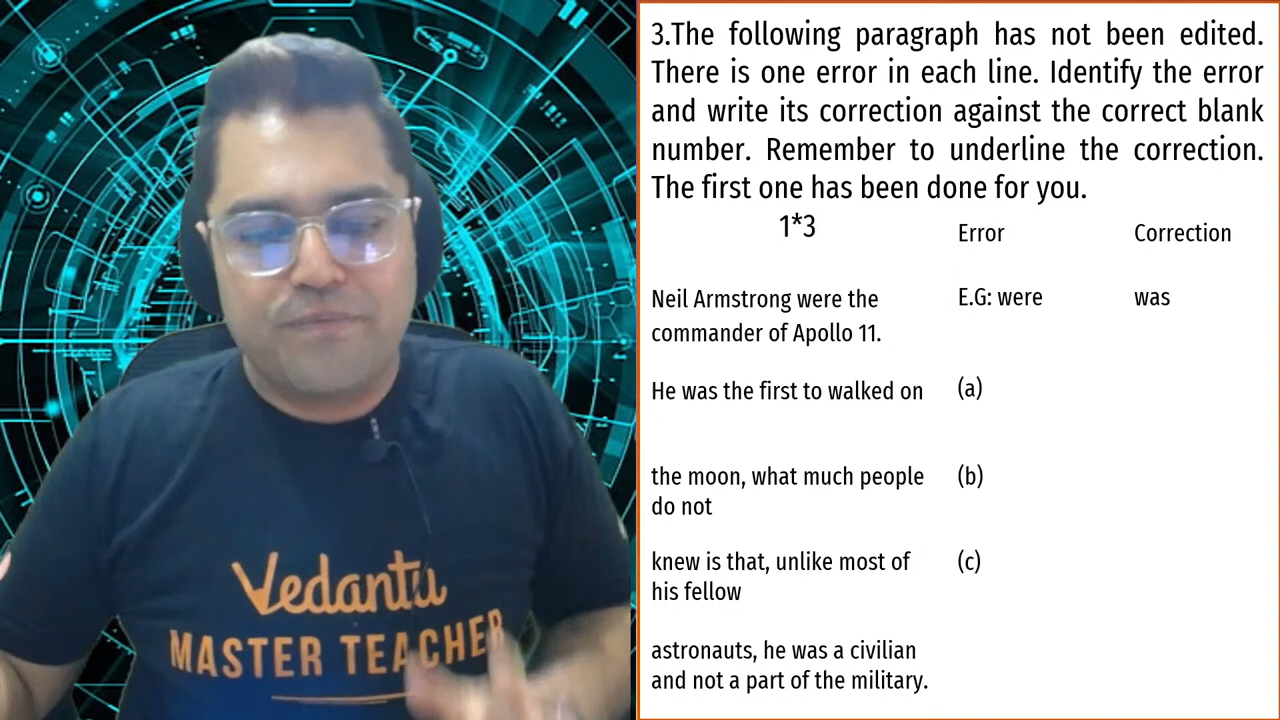 3.The following paragraph has not been edited.
There is one error in each line. Identify the error
and write its correction against the correct blank
number. Remember to underline the correction.
The first one has been done for you.
1*3
Error
Correction
Neil Armstrong were the
commander of Apollo 11.
E.G: were
was
He was the first to walked on
(a)
the moon, what much people
do not
(b)
knew is that, unlike most of
his fellow
(c)
astronauts, he was a civilian
and not a part of the military.
Vedantu
MASTER TEACHER